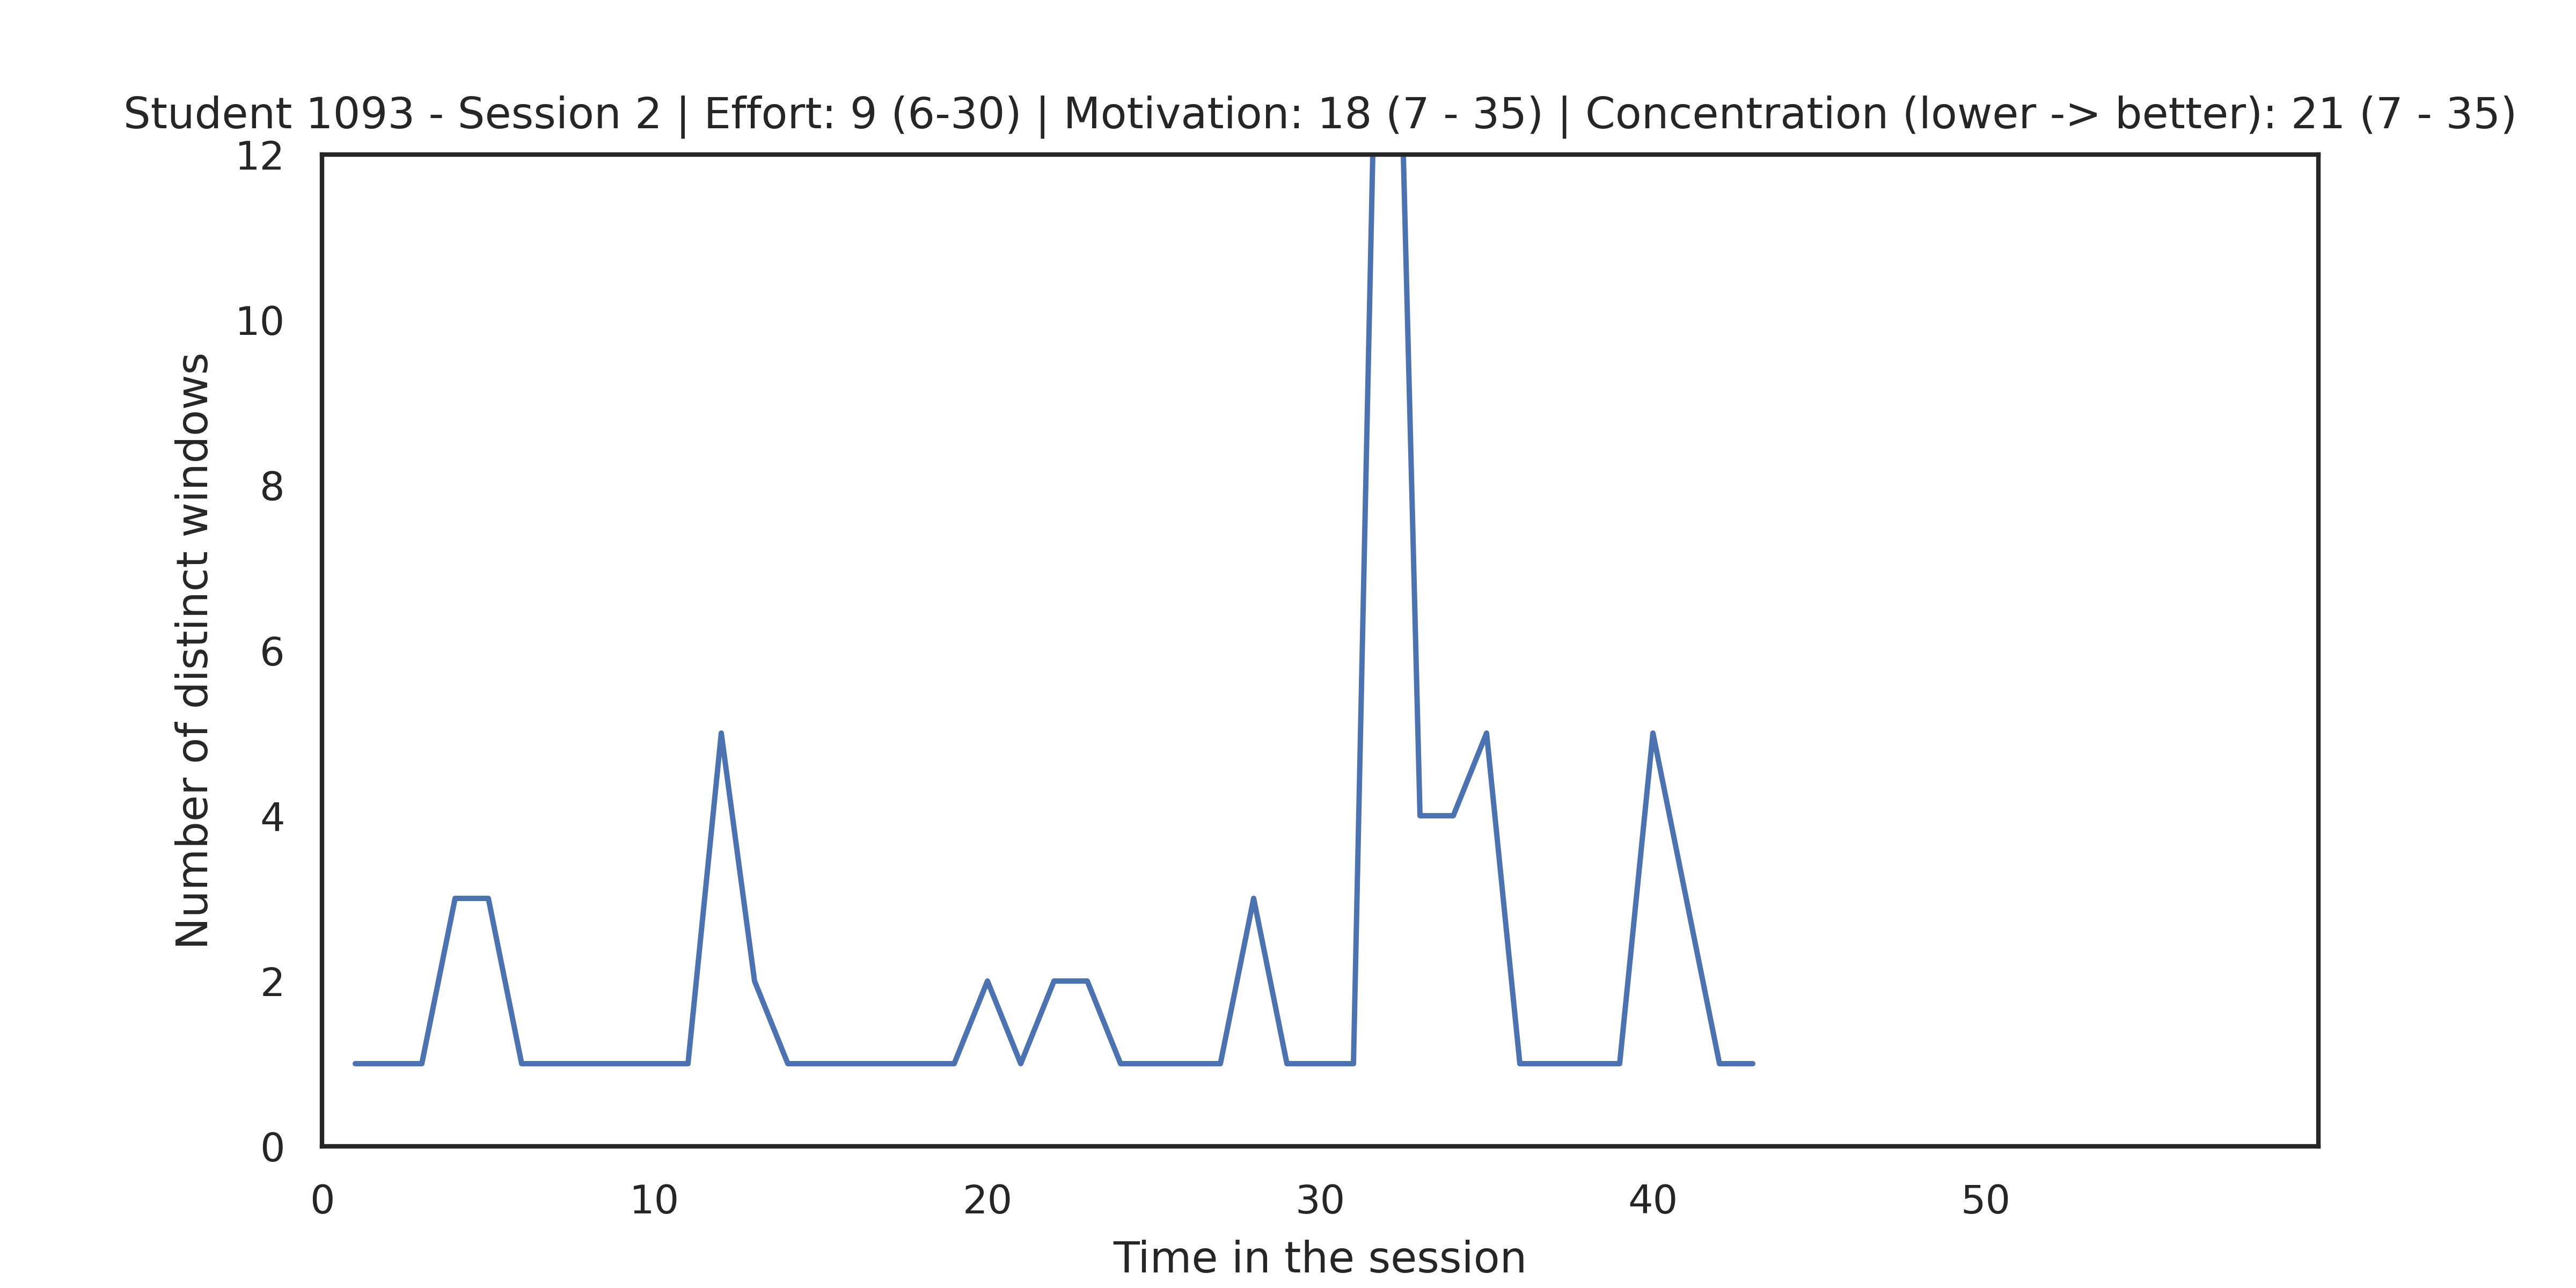 Student 1093 - Session 2 | Effort: 9 (6-30) | Motivation: 18 (7 - 35) | Concentration (lower -> better): 21 (7 - 35)
12
10
8
6
4
2
0
Number of distinct windows
0 10 20 30 40 50
Time in the session